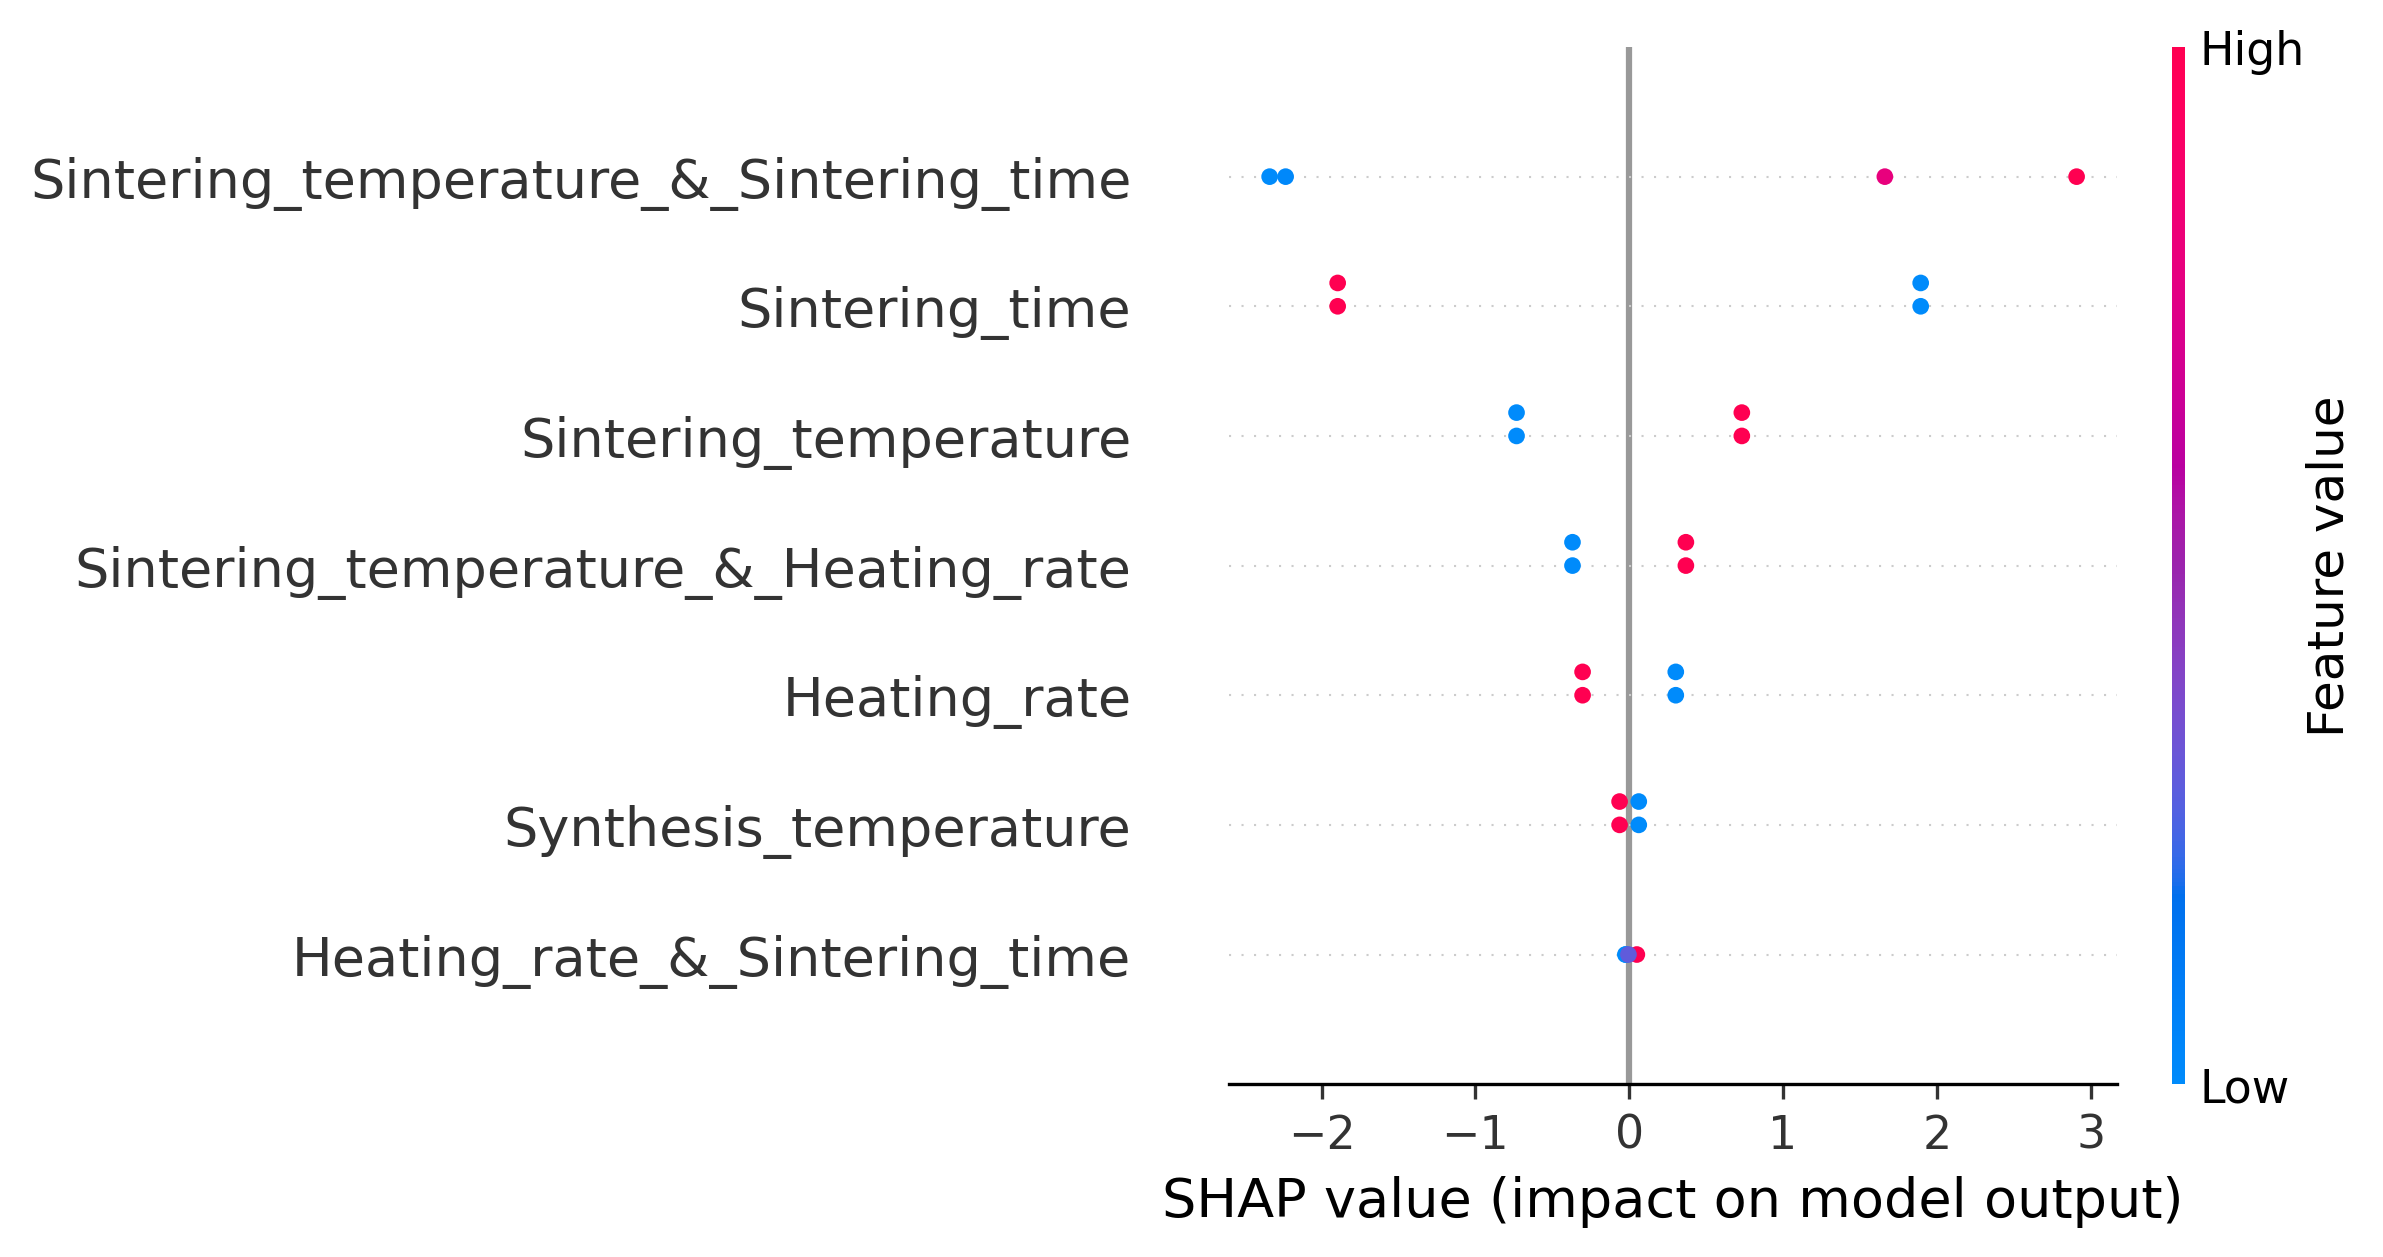 High
Sintering_temperature_&_Sintering_time
Sintering_time
Sintering_temperature
Sintering_temperature_&_Heating_rate
Heating_rate
Synthesis_temperature
Heating_rate_&_Sintering_time
Feature value
Low
−2 −1 0 1 2 3
SHAP value (impact on model output)